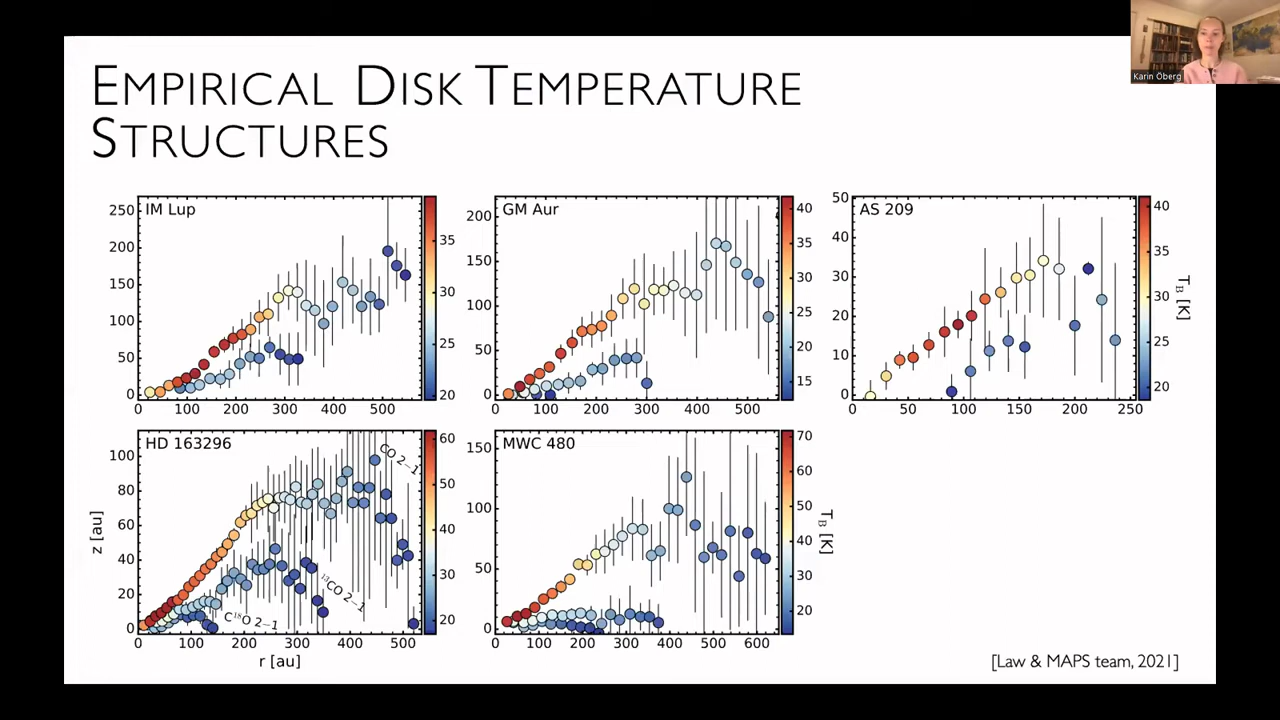 Karin Öberg
EMPIRICAL DISK TEMPERATURE
STRUCTURES
IM Lup
250
200
150
100
50
0
0 100 200 300 400 500
35
30
25
20
GM Aur
200
150
100
50
0
0 100 200 300 400 500
40
35
30
25
20
15
AS 209
50
40
30
20
10
0
0 50 100 150 200 250
40
35
30
25
20
T_B [K]
HD 163296
100
80
60
40
20
0
z [au]
0 100 200 300 400 500
r [au]
CO 2−1
¹³CO 2−1
C¹⁸O 2−1
60
50
40
30
20
MWC 480
150
100
50
0
0 100 200 300 400 500 600
70
60
50
40
30
20
T_B [K]
[Law & MAPS team, 2021]